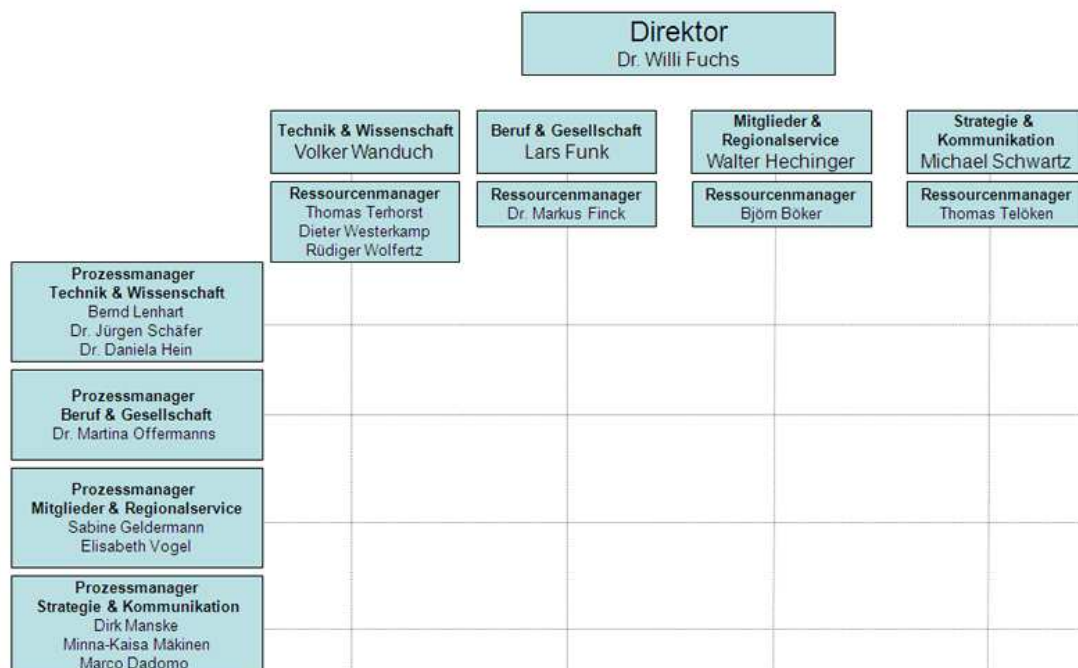 Direktor
Dr. Willi Fuchs
Technik & Wissenschaft
Volker Wanduch
Beruf & Gesellschaft
Lars Funk
Mitglieder &
Regionalservice
Walter Hechinger
Strategie &
Kommunikation
Michael Schwartz
Ressourcenmanager
Thomas Terhorst
Dieter Westerkamp
Rüdiger Wolfertz
Ressourcenmanager
Dr. Markus Finck
Ressourcenmanager
Björn Böker
Ressourcenmanager
Thomas Telöken
Prozessmanager
Technik & Wissenschaft
Bernd Lenhart
Dr. Jürgen Schäfer
Dr. Daniela Hein
Prozessmanager
Beruf & Gesellschaft
Dr. Martina Offermanns
Prozessmanager
Mitglieder & Regionalservice
Sabine Geldermann
Elisabeth Vogel
Prozessmanager
Strategie & Kommunikation
Dirk Manske
Minna-Kaisa Mäkinen
Marco Dadomo